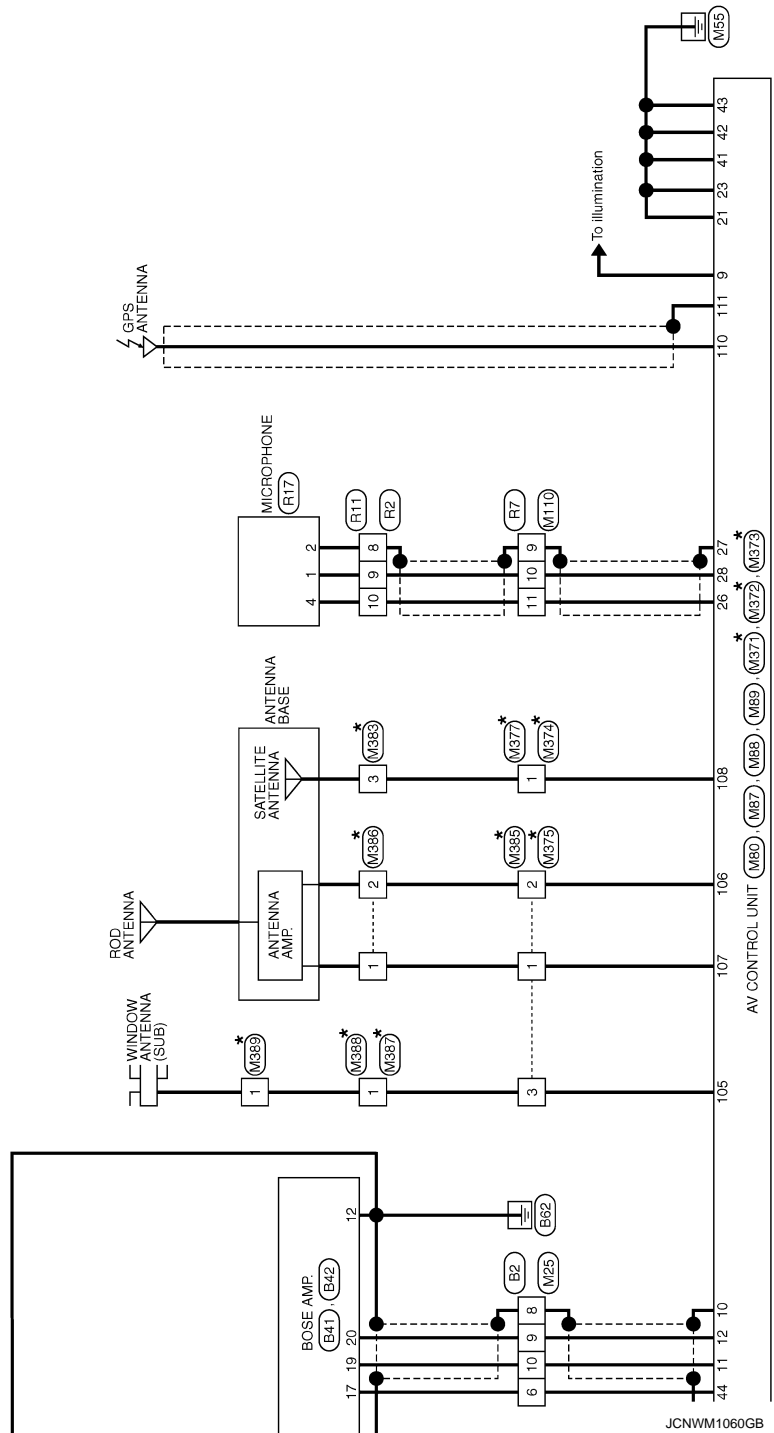 M55
43
42
41
23
21
To illumination
9
GPS
ANTENNA
111
110
MICROPHONE
R17
2
1
4
R11
R2
8
9
10
R7
M110
9
10
11
27
28
26
ANTENNA
BASE
SATELLITE
ANTENNA
*
M383
3
*
M377
*
M374
1
108
ROD
ANTENNA
ANTENNA
AMP.
*
M386
2
1
*
M385
*
M375
2
1
106
107
WINDOW
ANTENNA
(SUB)
*
M389
1
*
M388
*
M387
1
3
105
BOSE AMP.
B41 , B42
12
20
19
17
B62
B2
M25
8
9
10
6
10
12
11
44
AV CONTROL UNIT M80 , M87 , M88 , M89 , * M371 , * M372 , * M373
JCNWM1060GB